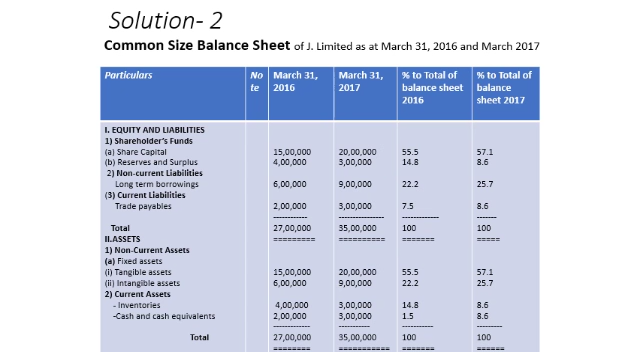 Solution- 2
Common Size Balance Sheet of J. Limited as at March 31, 2016 and March 2017
Particulars No te March 31, 2016 March 31, 2017 % to Total of balance sheet 2016 % to Total of balance sheet 2017
I. EQUITY AND LIABILITIES
1) Shareholder's Funds
(a) Share Capital 15,00,000 20,00,000 55.5 57.1
(b) Reserves and Surplus 4,00,000 3,00,000 14.8 8.6
2) Non-current Liabilities
Long term borrowings 6,00,000 9,00,000 22.2 25.7
(3) Current Liabilities
Trade payables 2,00,000 3,00,000 7.5 8.6
------------- ----------------- ------------- -------
Total 27,00,000 35,00,000 100 100
II.ASSETS ========= =========== ======= =====
1) Non-Current Assets
(a) Fixed assets
(i) Tangible assets 15,00,000 20,00,000 55.5 57.1
(ii) Intangible assets 6,00,000 9,00,000 22.2 25.7
2) Current Assets
- Inventories 4,00,000 3,00,000 14.8 8.6
-Cash and cash equivalents 2,00,000 3,00,000 1.5 8.6
------------- ------------- ----------- ---------
Total 27,00,000 35,00,000 100 100
======== =========== ====== ======